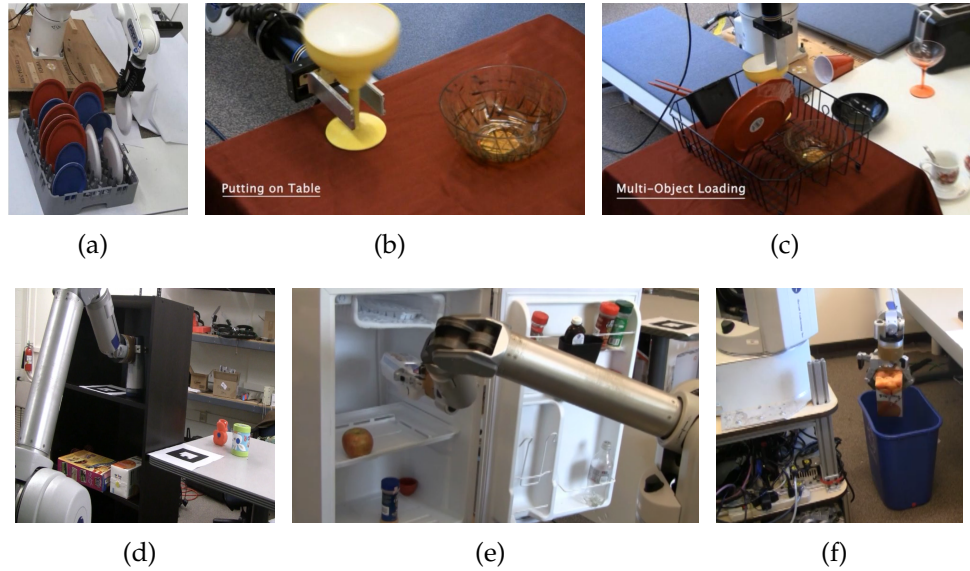 Putting on Table
Multi-Object Loading
(a)
(b)
(c)
(d)
(e)
(f)